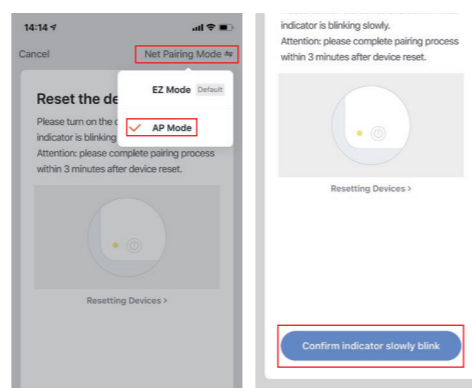 14:14
Cancel
Net Pairing Mode
EZ Mode Default
AP Mode
Reset the de
Please turn on the
indicator is blinking
Attention: please complete pairing process
within 3 minutes after device reset.
Resetting Devices >
indicator is blinking slowly.
Attention: please complete pairing process
within 3 minutes after device reset.
Resetting Devices >
Confirm indicator slowly blink